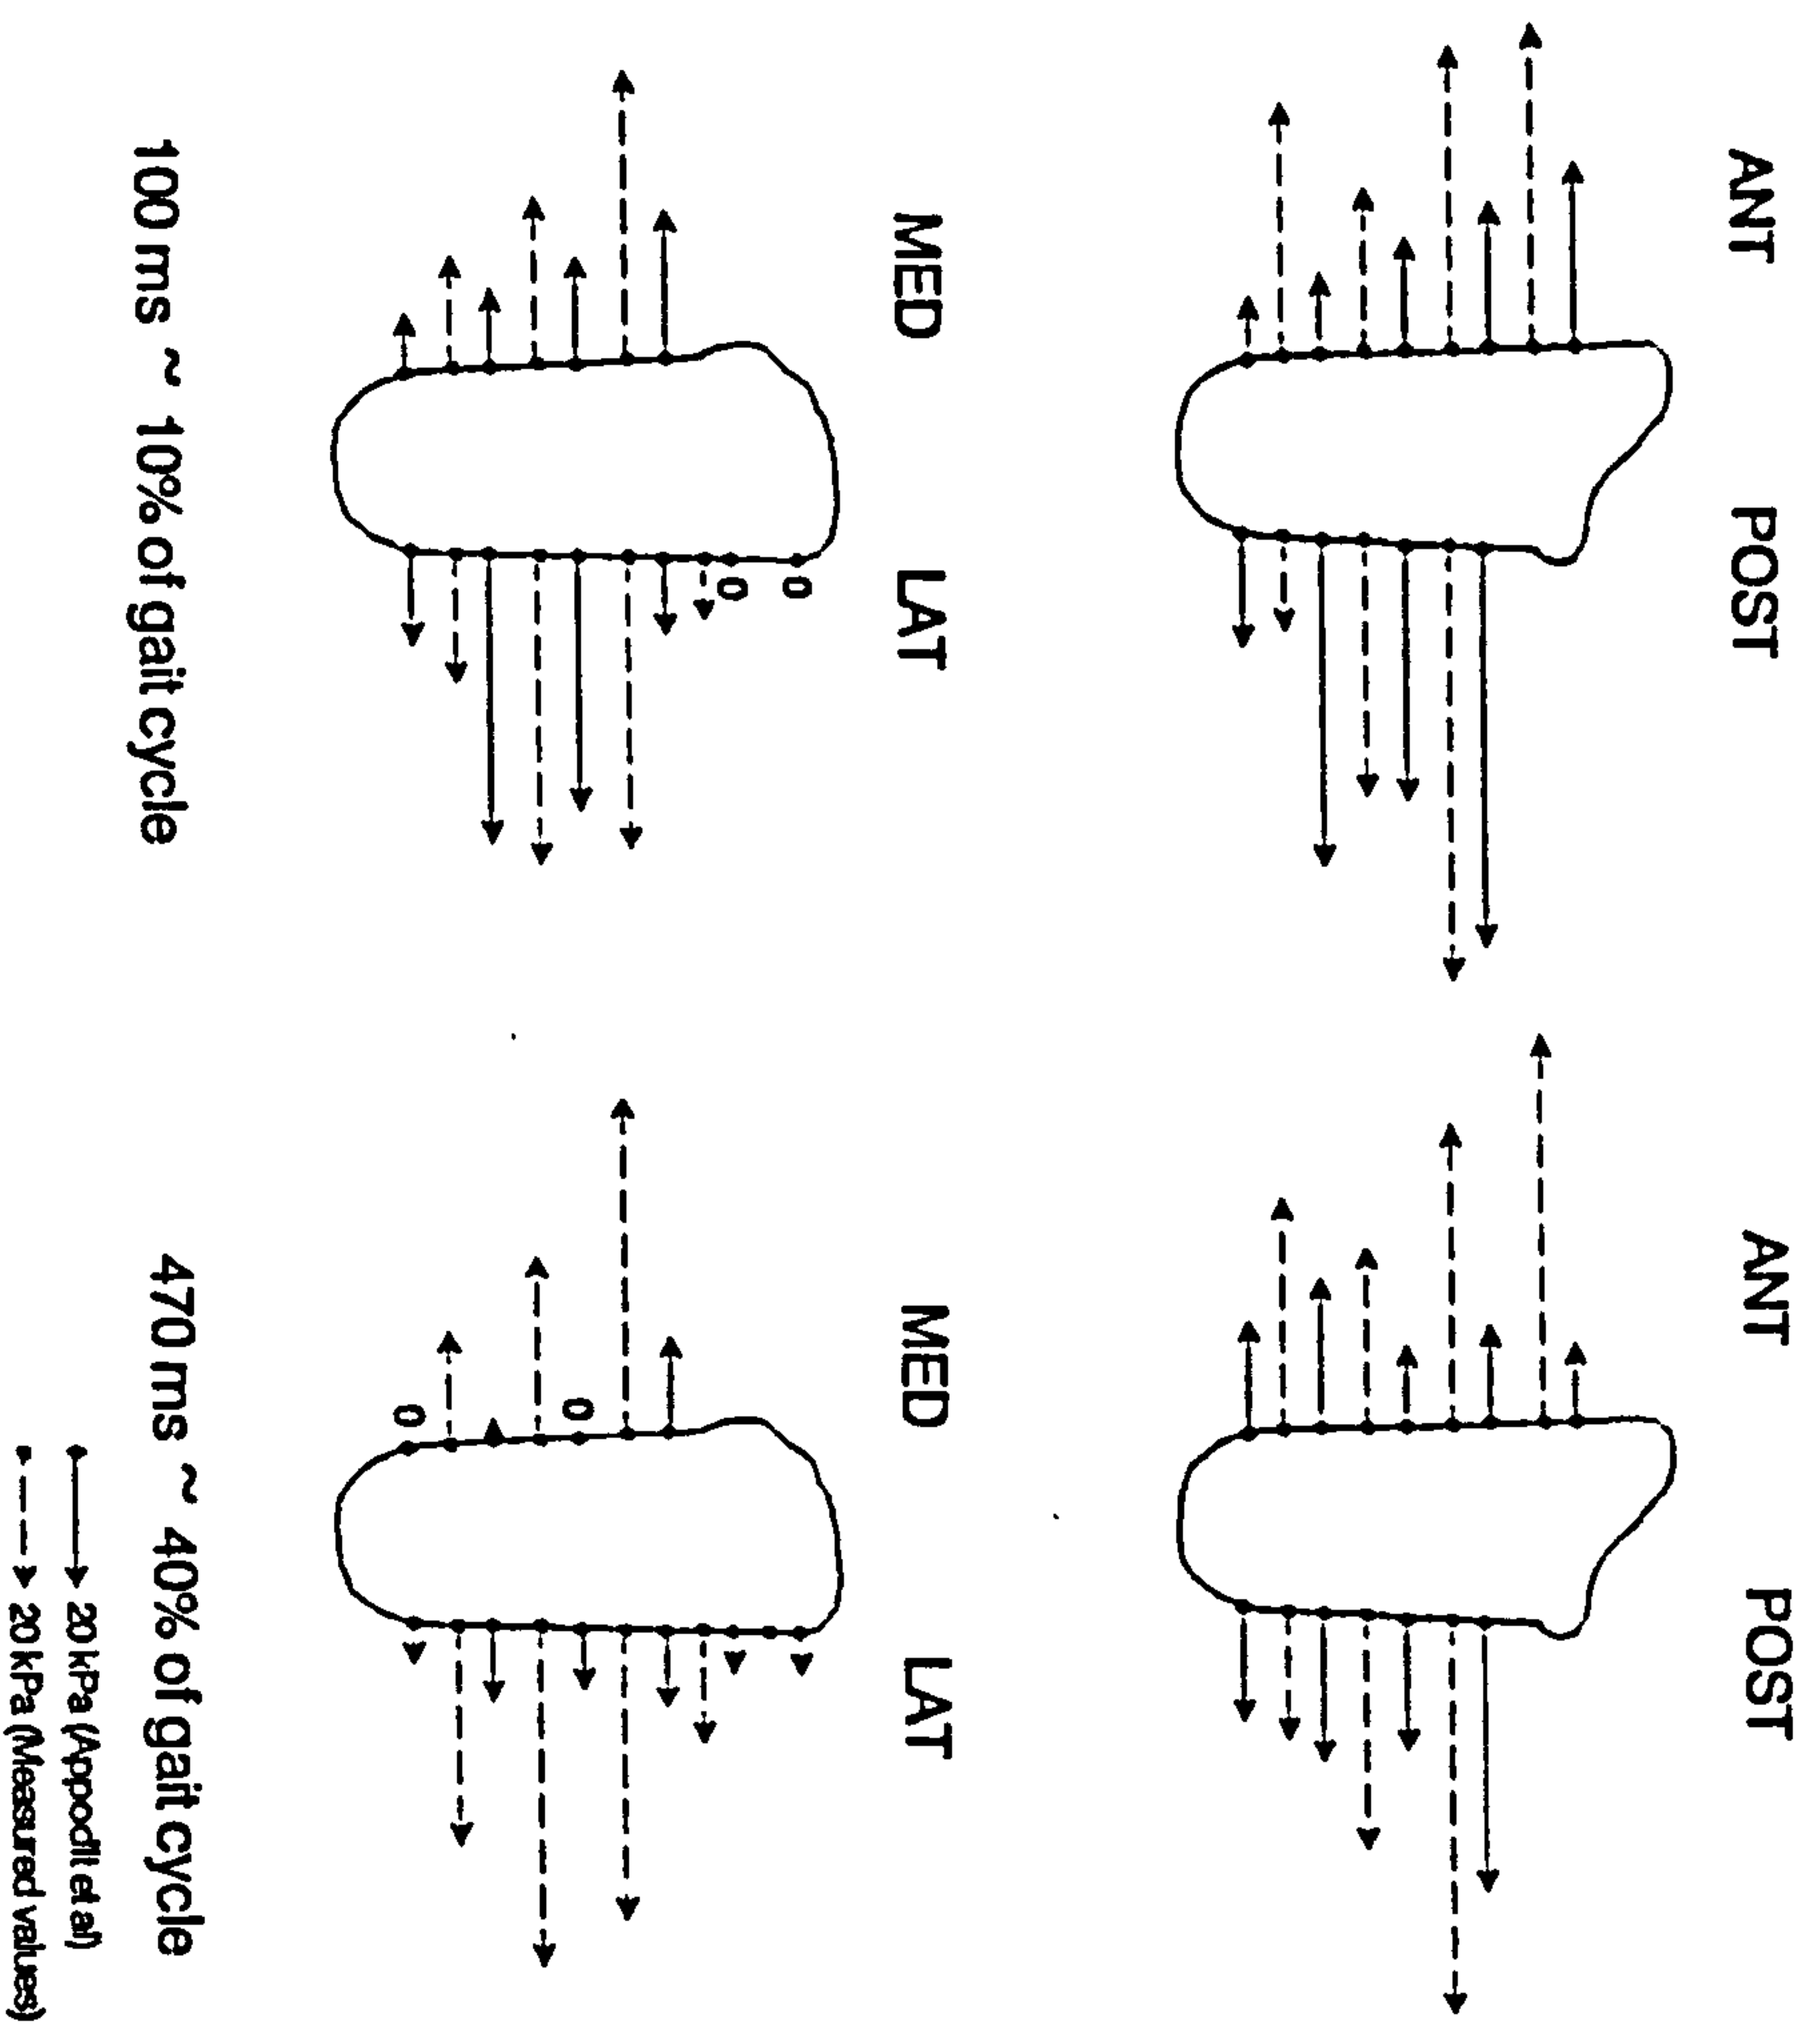 ANT POST
MED LAT
0 0
100 ms ~ 10% of gait cycle
ANT POST
MED LAT
0 0
470 ms ~ 40% of gait cycle
20 kPa (Appoldt et al)
20 kPa (Measured values)